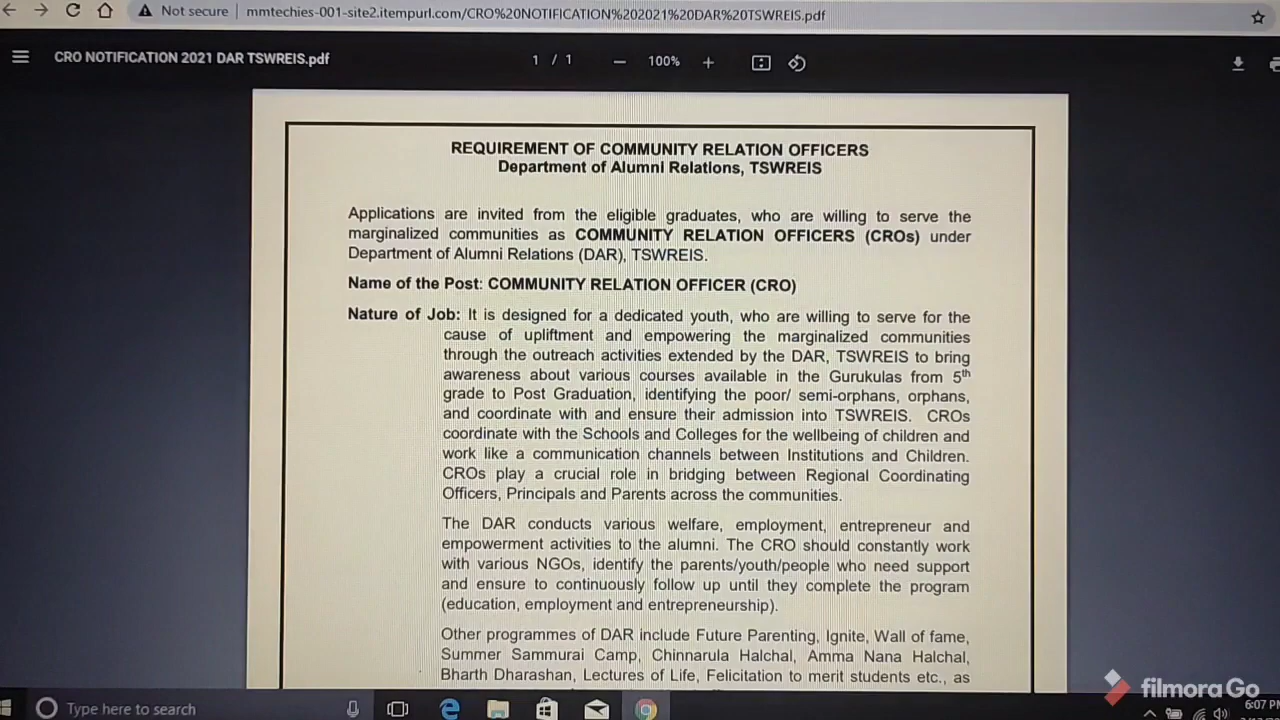 Not secure
mmtechies-001-site2.itempurl.com/CRO%20NOTIFICATION%202021%20DAR%20TSWREIS.pdf
CRO NOTIFICATION 2021 DAR TSWREIS.pdf
1 / 1
100%
REQUIREMENT OF COMMUNITY RELATION OFFICERS
Department of Alumni Relations, TSWREIS
Applications are invited from the eligible graduates, who are willing to serve the
marginalized communities as COMMUNITY RELATION OFFICERS (CROs) under
Department of Alumni Relations (DAR), TSWREIS.
Name of the Post: COMMUNITY RELATION OFFICER (CRO)
Nature of Job: It is designed for a dedicated youth, who are willing to serve for the
cause of upliftment and empowering the marginalized communities
through the outreach activities extended by the DAR, TSWREIS to bring
awareness about various courses available in the Gurukulas from 5th
grade to Post Graduation, identifying the poor/ semi-orphans, orphans,
and coordinate with and ensure their admission into TSWREIS. CROs
coordinate with the Schools and Colleges for the wellbeing of children and
work like a communication channels between Institutions and Children.
CROs play a crucial role in bridging between Regional Coordinating
Officers, Principals and Parents across the communities.
The DAR conducts various welfare, employment, entrepreneur and
empowerment activities to the alumni. The CRO should constantly work
with various NGOs, identify the parents/youth/people who need support
and ensure to continuously follow up until they complete the program
(education, employment and entrepreneurship).
Other programmes of DAR include Future Parenting, Ignite, Wall of fame,
Summer Sammurai Camp, Chinnarula Halchal, Amma Nana Halchal,
Bharth Dharashan, Lectures of Life, Felicitation to merit students etc., as
filmora Go
Type here to search
6:07 PM